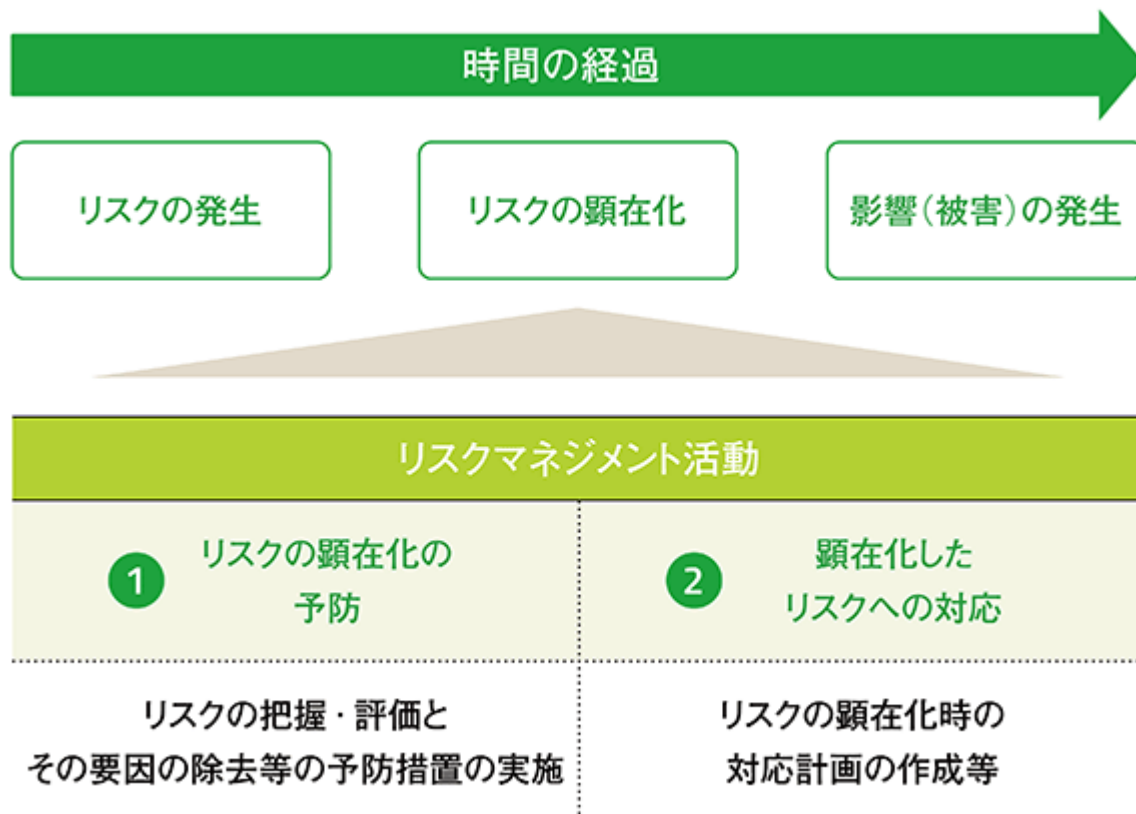 時間の経過
リスクの発生
リスクの顕在化
影響(被害)の発生
リスクマネジメント活動
1
リスクの顕在化の
予防
2
顕在化した
リスクへの対応
リスクの把握・評価と
その要因の除去等の予防措置の実施
リスクの顕在化時の
対応計画の作成等